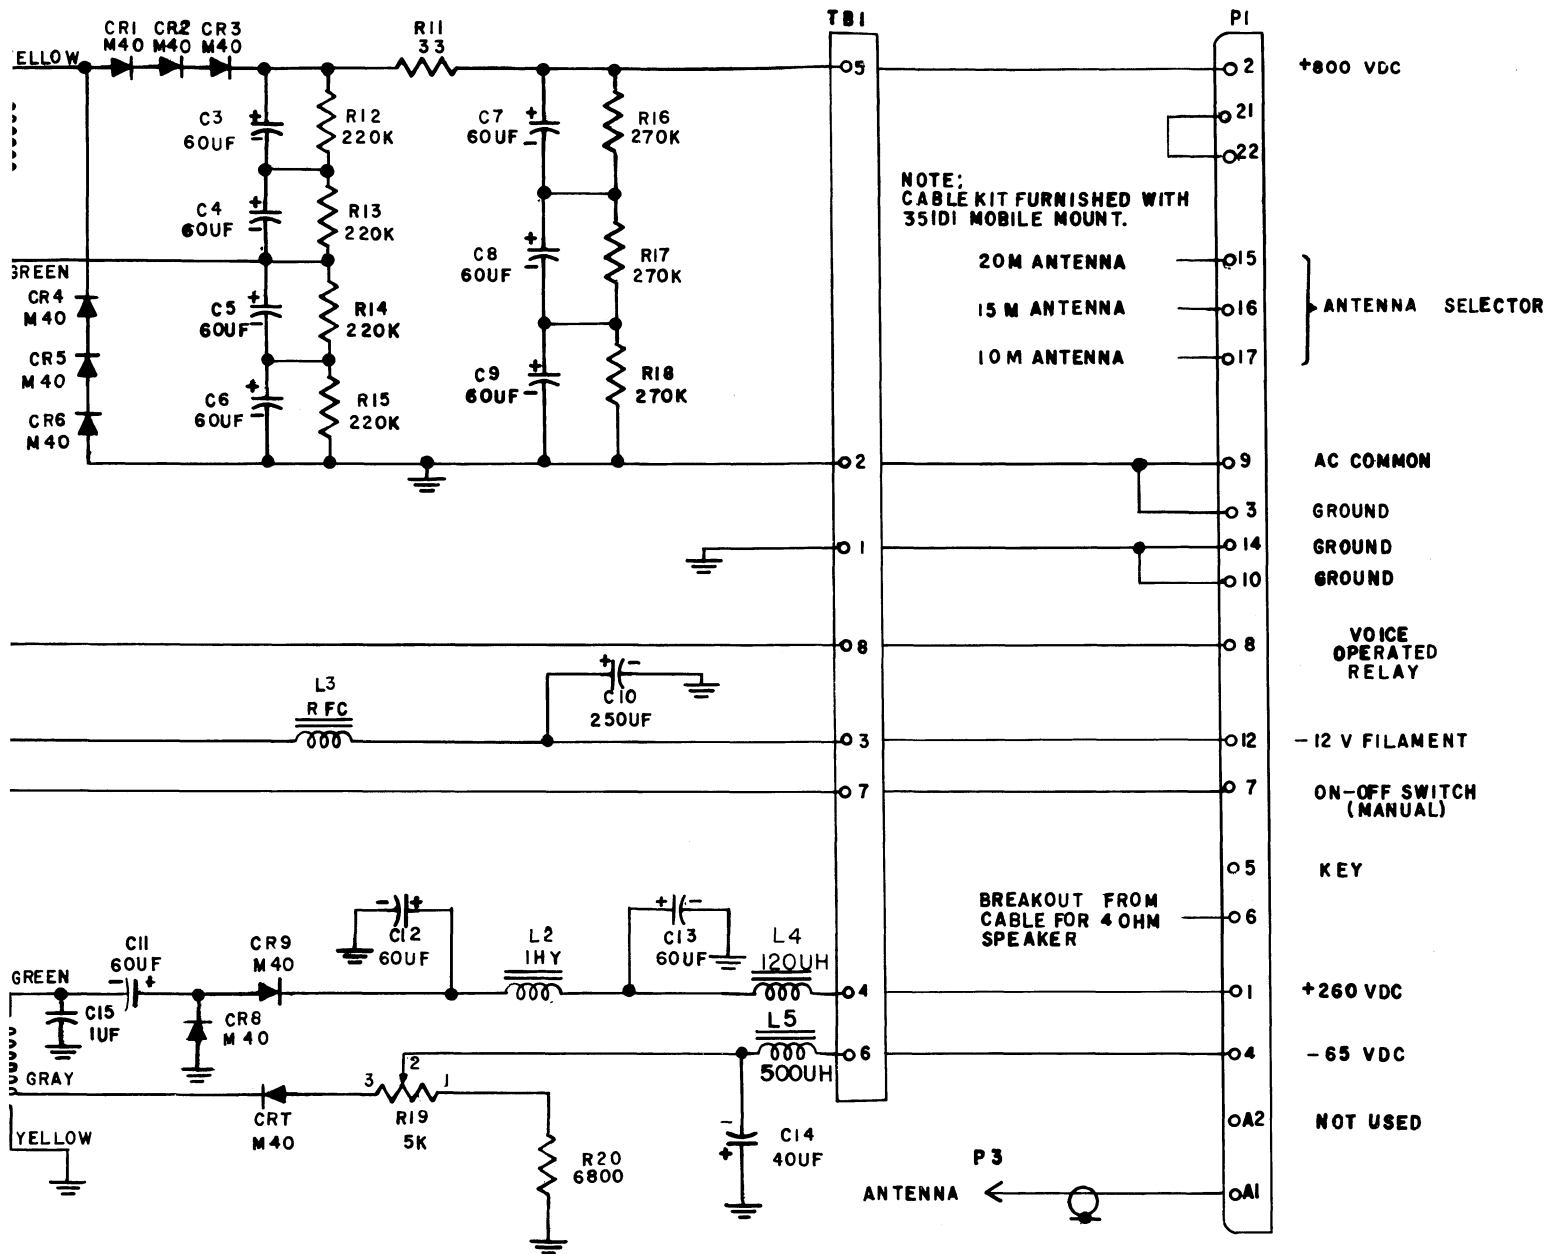 TB1
P1
CR1 CR2 CR3
M40 M40 M40
R11
33
ELLOW
5
2
+800 VDC
21
22
C3
60UF
+
-
R12
220K
C7
60UF
+
-
R16
270K
NOTE:
CABLE KIT FURNISHED WITH
351D1 MOBILE MOUNT.
C4
60UF
+
-
R13
220K
C8
60UF
+
-
R17
270K
20M ANTENNA
15
15M ANTENNA
16
10M ANTENNA
17
ANTENNA SELECTOR
GREEN
CR4
M40
CR5
M40
CR6
M40
C5
60UF
+
-
R14
220K
C6
60UF
+
-
R15
220K
C9
60UF
+
-
R18
270K
2
9
AC COMMON
3
GROUND
1
14
GROUND
10
GROUND
8
8
VOICE
OPERATED
RELAY
L3
RFC
+ -
C10
250UF
3
12
-12 V FILAMENT
7
7
ON-OFF SWITCH
(MANUAL)
5
KEY
BREAKOUT FROM
CABLE FOR 4 OHM
SPEAKER
6
- +
C12
60UF
+ -
C13
60UF
GREEN
C11
60UF
- +
C15
1UF
CR9
M40
CR8
M40
L2
1HY
L4
120UH
4
1
+260 VDC
L5
500UH
6
4
-65 VDC
GRAY
CRT
M40
3
2
1
R19
5K
YELLOW
R20
6800
-
+
C14
40UF
A2
NOT USED
P3
ANTENNA
A1